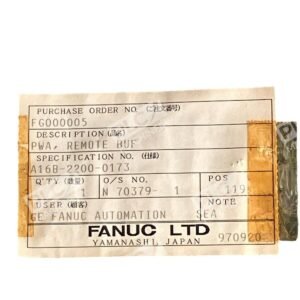 PURCHASE ORDER NO. (ご注文番号)
FG000005
DESCRIPTION (品名)
PWA, REMOTE BUF
SPECIFICATION NO. (仕様)
A16B-2200-0173
Q'TY (数量) O/S NO. POS
1 N 70379- 1 119
USER (顧客) NOTE
GE FANUC AUTOMATION SEA
FANUC LTD
YAMANASHI, JAPAN 970920